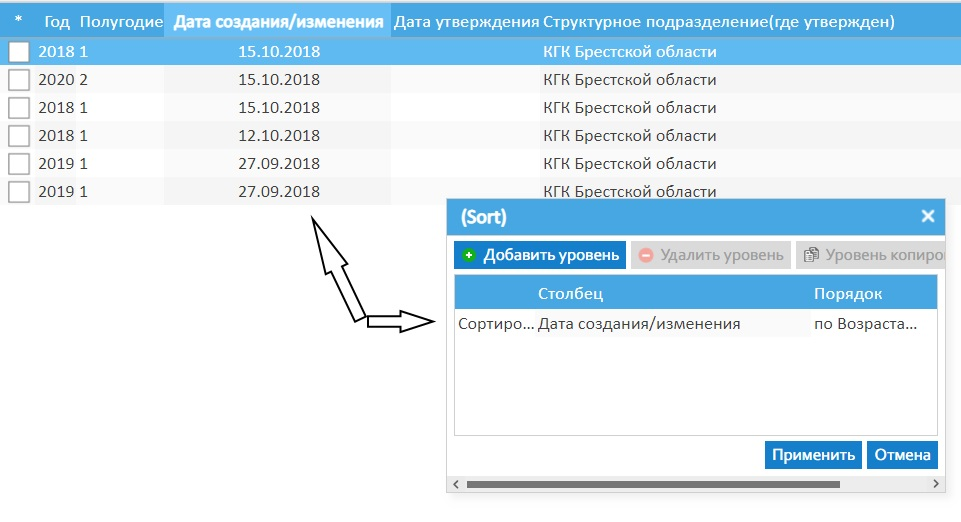 * Год Полугодие Дата создания/изменения Дата утверждения Структурное подразделение(где утвержден)
2018 1 15.10.2018 КГК Брестской области
2020 2 15.10.2018 КГК Брестской области
2018 1 15.10.2018 КГК Брестской области
2018 1 12.10.2018 КГК Брестской области
2019 1 27.09.2018 КГК Брестской области
2019 1 27.09.2018 КГК Брестской области
(Sort)
Добавить уровень Удалить уровень Уровень копиро
Столбец Порядок
Сортиро... Дата создания/изменения по Возраста...
Применить Отмена